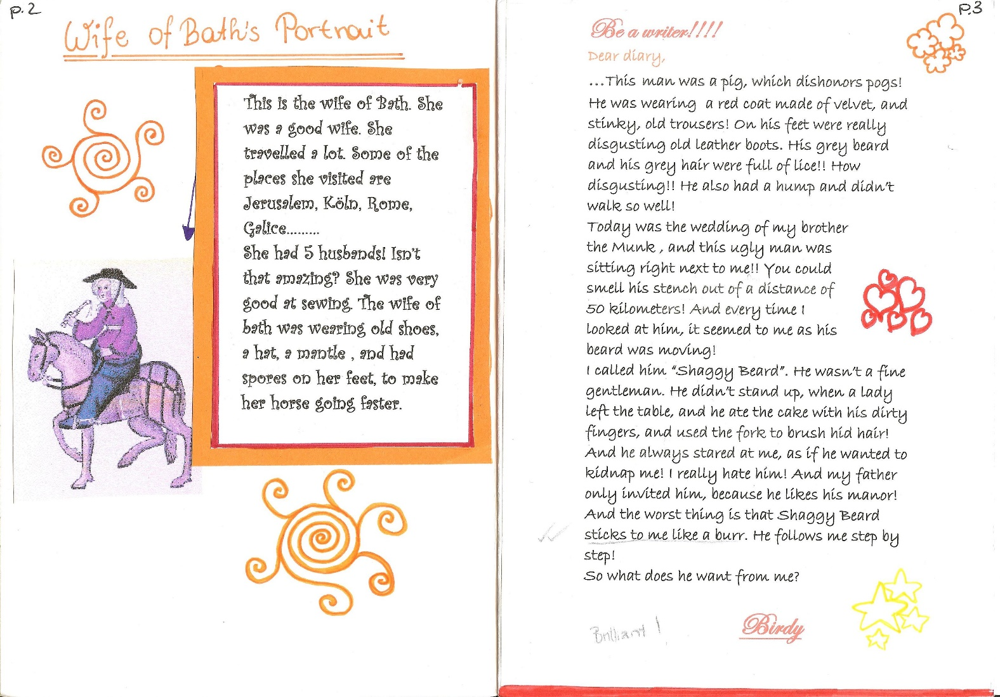 p.2
Wife of Bath's Portrait
This is the wife of Bath. She
was a good wife. She
travelled a lot. Some of the
places she visited are
Jerusalem, Köln, Rome,
Galice.........
She had 5 husbands! Isn't
that amazing? She was very
good at sewing. The wife of
bath was wearing old shoes,
a hat, a mantle , and had
spores on her feet, to make
her horse going faster.
p.3
Be a writer!!!!
Dear diary,
...This man was a pig, which dishonors pogs!
He was wearing a red coat made of velvet, and
stinky, old trousers! On his feet were really
disgusting old leather boots. His grey beard
and his grey hair were full of lice!! How
disgusting!! He also had a hump and didn't
walk so well!
Today was the wedding of my brother
the Munk , and this ugly man was
sitting right next to me!! You could
smell his stench out of a distance of
50 kilometers! And every time I
looked at him, it seemed to me as his
beard was moving!
I called him "Shaggy Beard". He wasn't a fine
gentleman. He didn't stand up, when a lady
left the table, and he ate the cake with his dirty
fingers, and used the fork to brush hid hair!
And he always stared at me, as if he wanted to
kidnap me! I really hate him! And my father
only invited him, because he likes his manor!
And the worst thing is that Shaggy Beard
sticks to me like a burr. He follows me step by
step!
So what does he want from me?
Brilliant !
Birdy